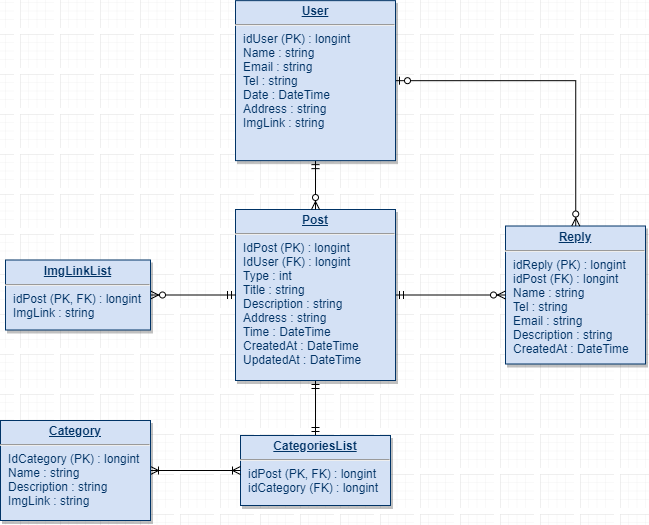 User
idUser (PK) : longint
Name : string
Email : string
Tel : string
Date : DateTime
Address : string
ImgLink : string
Post
IdPost (PK) : longint
IdUser (FK) : longint
Type : int
Title : string
Description : string
Address : string
Time : DateTime
CreatedAt : DateTime
UpdatedAt : DateTime
Reply
idReply (PK) : longint
idPost (FK) : longint
Name : string
Tel : string
Email : string
Description : string
CreatedAt : DateTime
ImgLinkList
idPost (PK, FK) : longint
ImgLink : string
Category
IdCategory (PK) : longint
Name : string
Description : string
ImgLink : string
CategoriesList
idPost (PK, FK) : longint
idCategory (FK) : longint